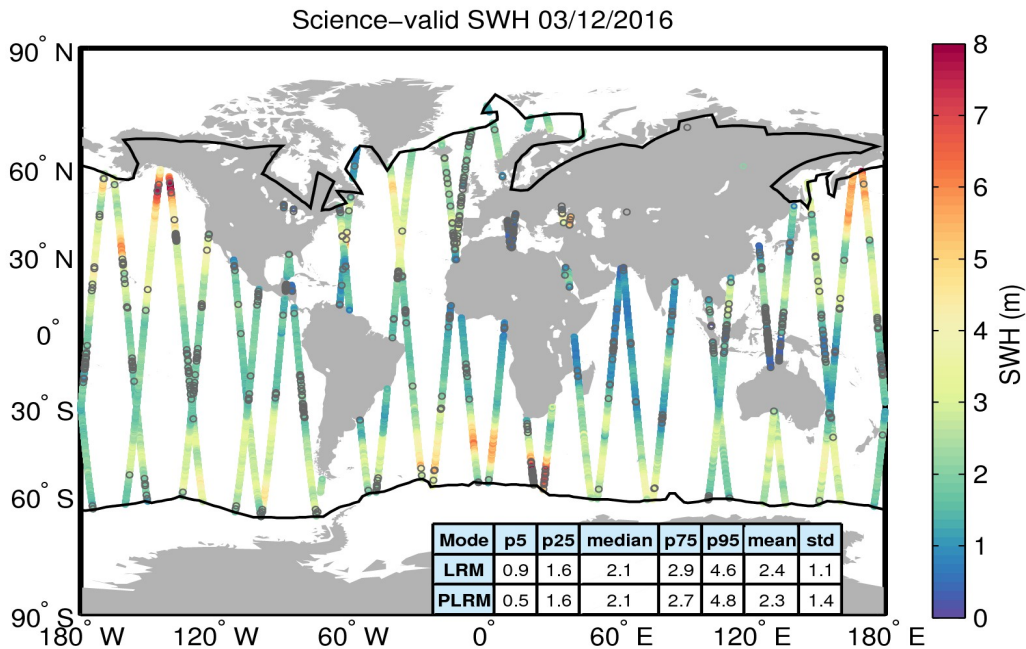 Science−valid SWH 03/12/2016
90° N
60° N
30° N
0°
30° S
60° S
90° S
180° W
120° W
60° W
0°
60° E
120° E
180° E
8
7
6
5
4
3
2
1
0
SWH (m)
Mode p5 p25 median p75 p95 mean std
LRM 0.9 1.6 2.1 2.9 4.6 2.4 1.1
PLRM 0.5 1.6 2.1 2.7 4.8 2.3 1.4